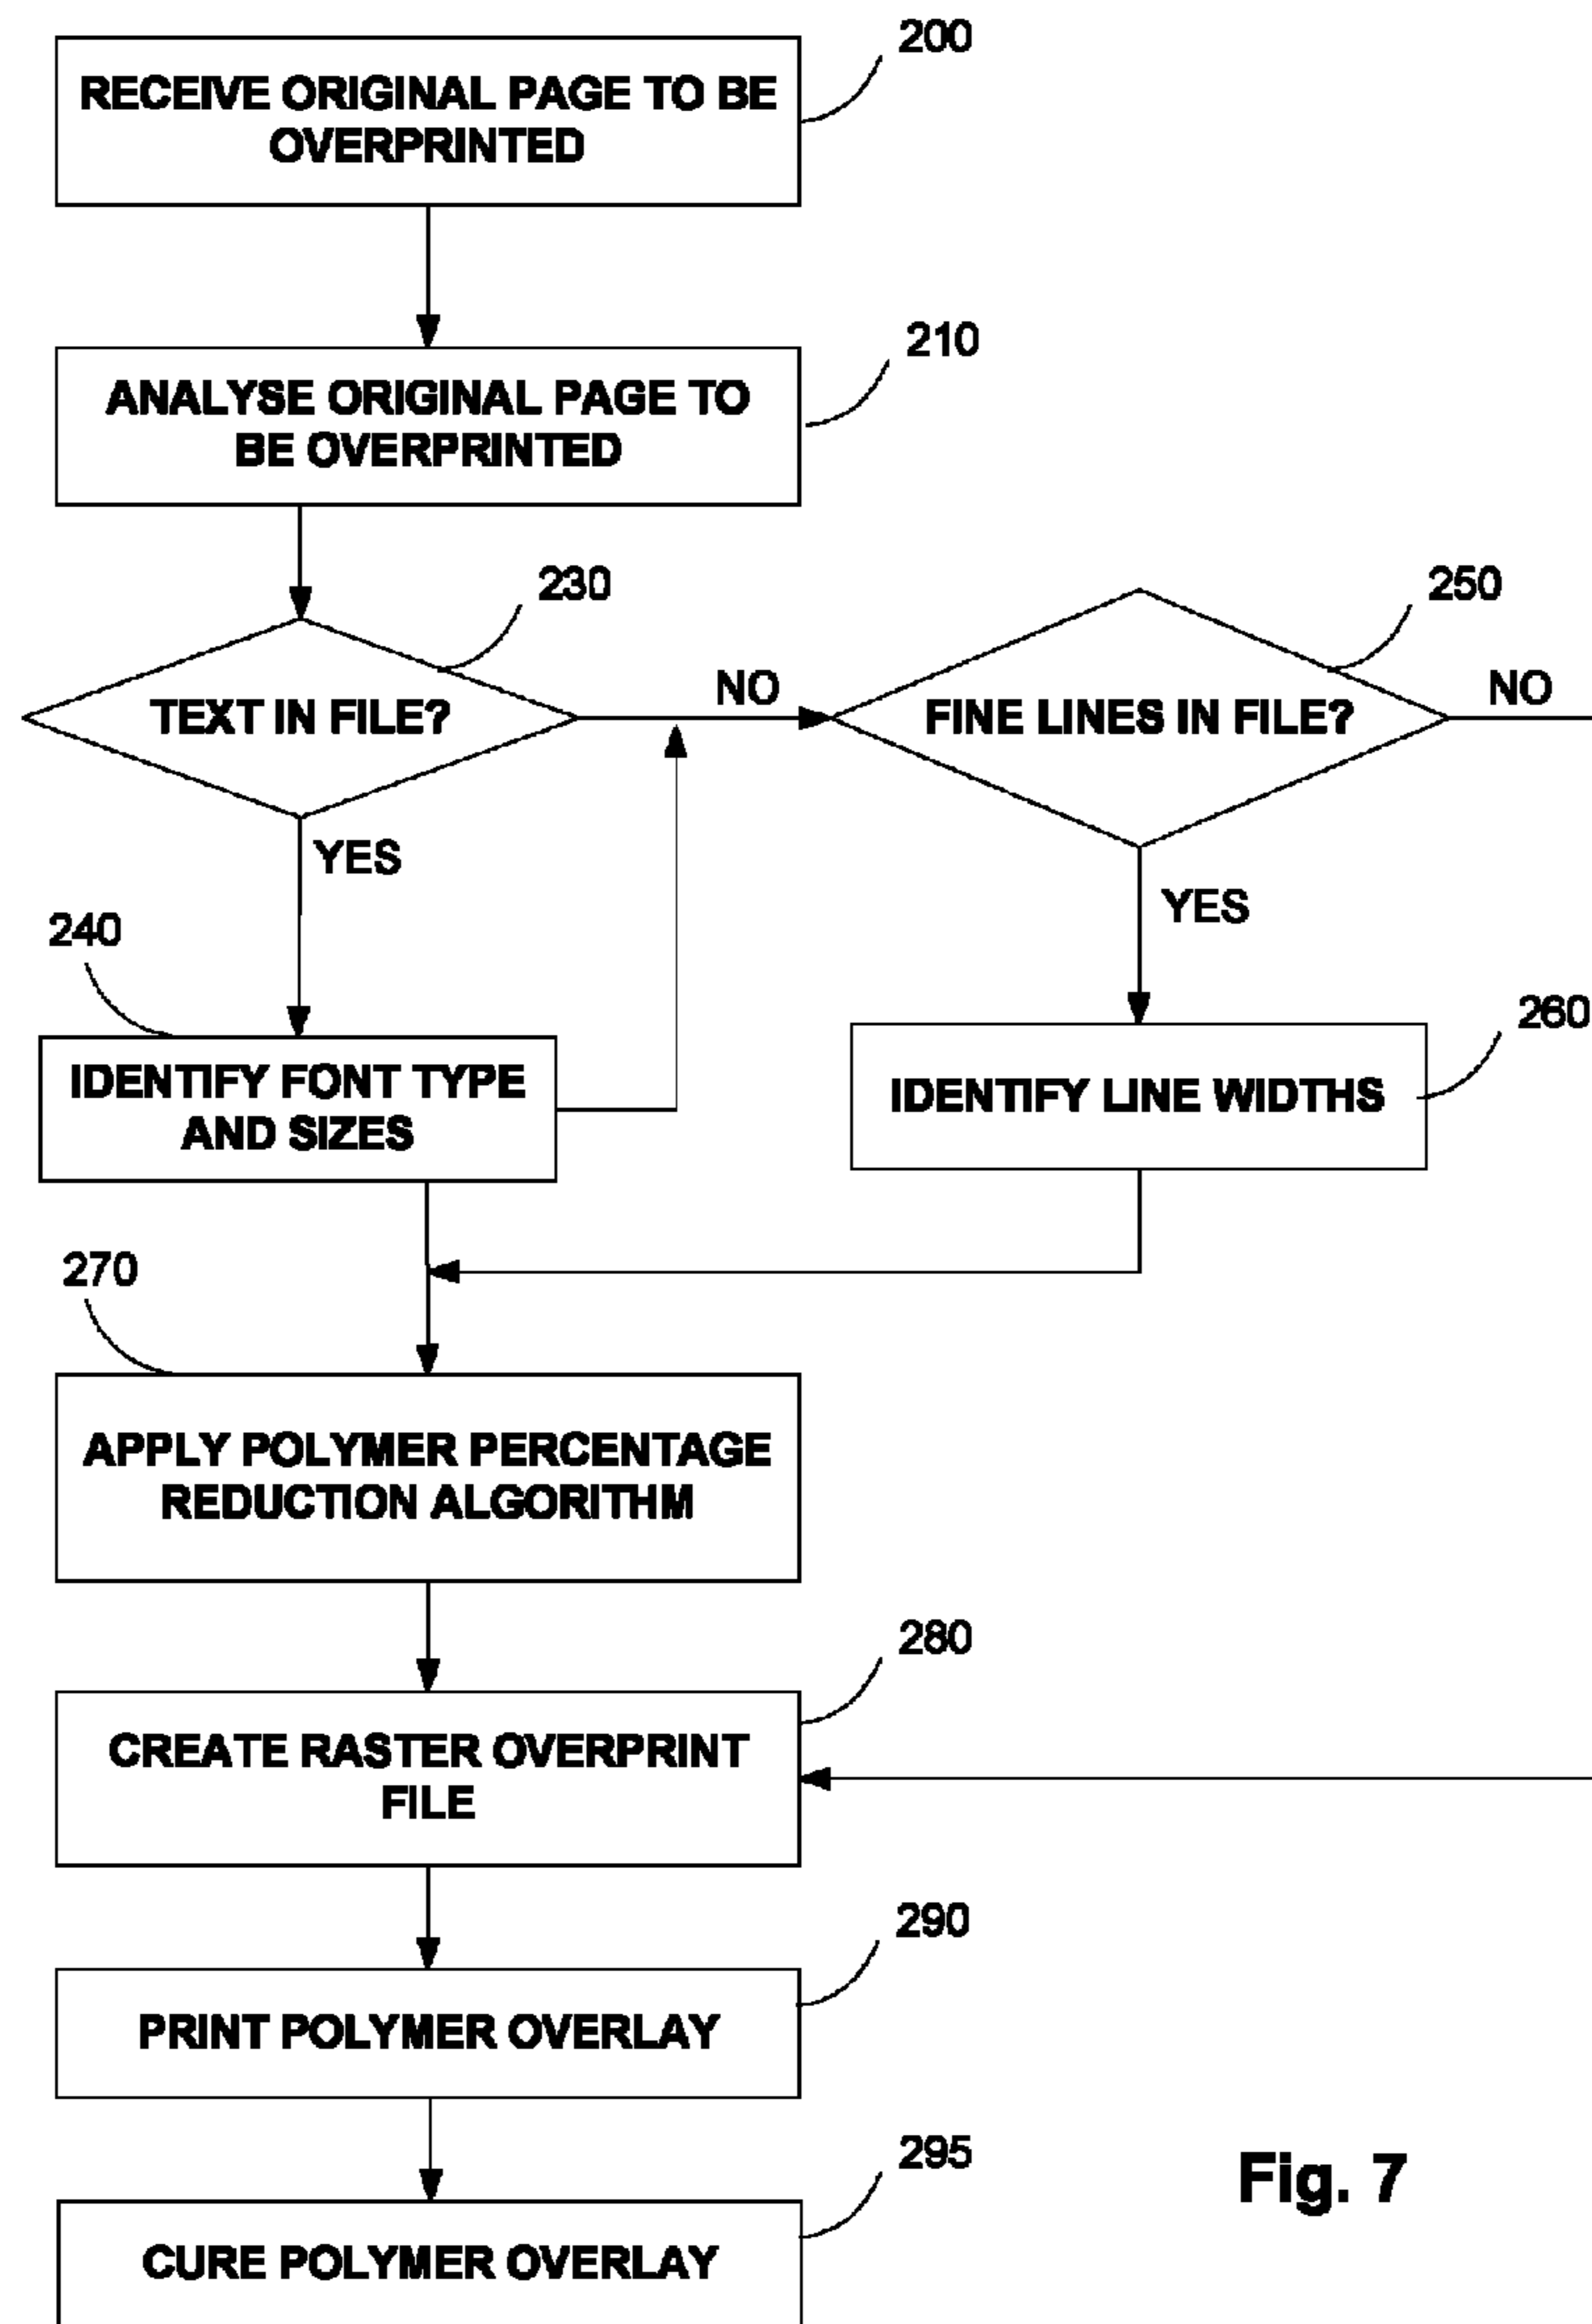 200
RECEIVE ORIGINAL PAGE TO BE
OVERPRINTED
210
ANALYSE ORIGINAL PAGE TO
BE OVERPRINTED
230
TEXT IN FILE?
NO
YES
250
FINE LINES IN FILE?
NO
YES
240
IDENTIFY FONT TYPE
AND SIZES
260
IDENTIFY LINE WIDTHS
270
APPLY POLYMER PERCENTAGE
REDUCTION ALGORITHM
280
CREATE RASTER OVERPRINT
FILE
290
PRINT POLYMER OVERLAY
295
CURE POLYMER OVERLAY
Fig. 7